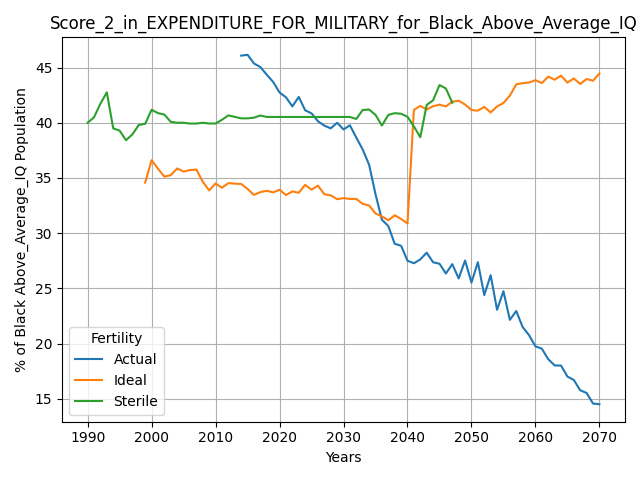 Score_2_in_EXPENDITURE_FOR_MILITARY_for_Black_Above_Average_IQ
% of Black Above_Average_IQ Population
45
40
35
30
25
20
15
Fertility
Actual
Ideal
Sterile
1990 2000 2010 2020 2030 2040 2050 2060 2070
Years